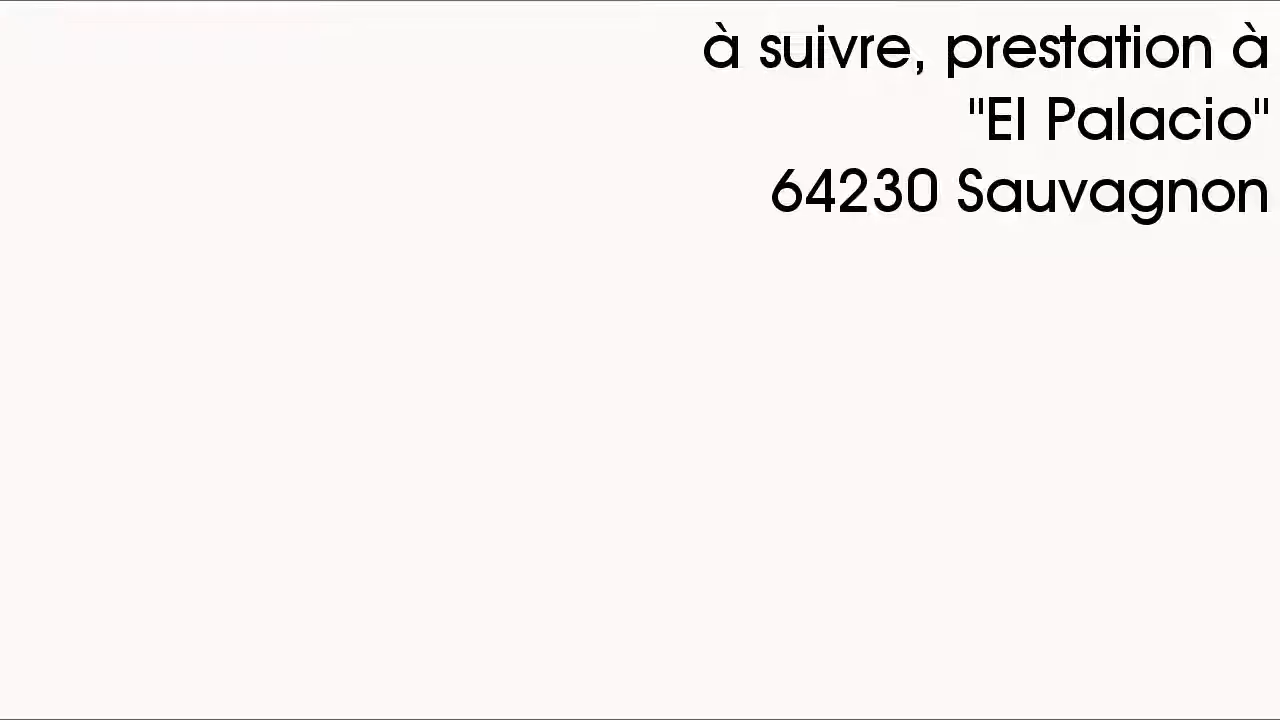 à suivre, prestation à
"El Palacio"
64230 Sauvagnon